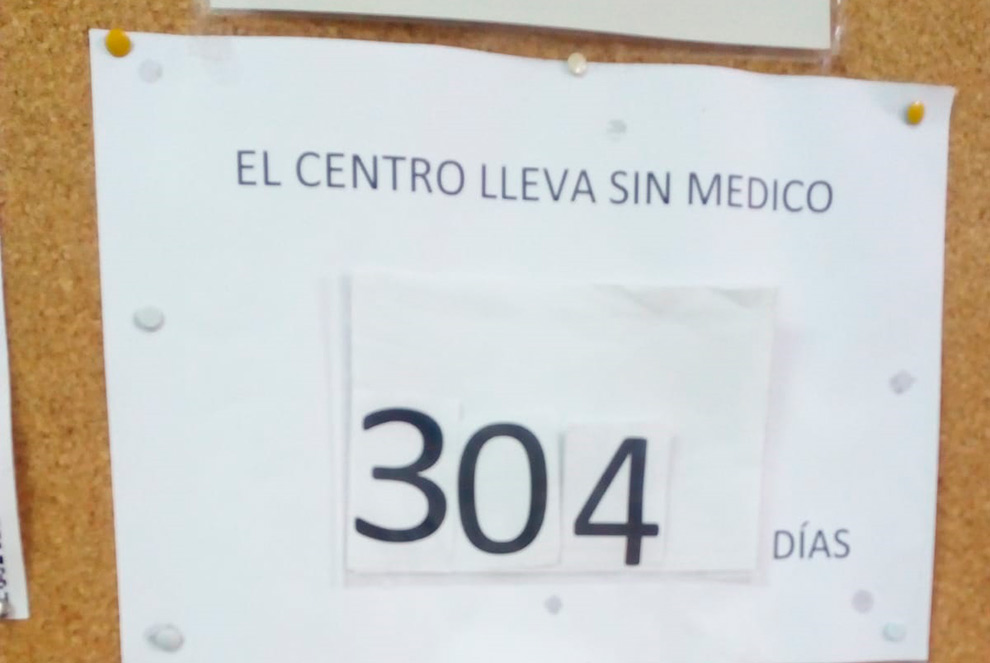 EL CENTRO LLEVA SIN MEDICO
304
DÍAS